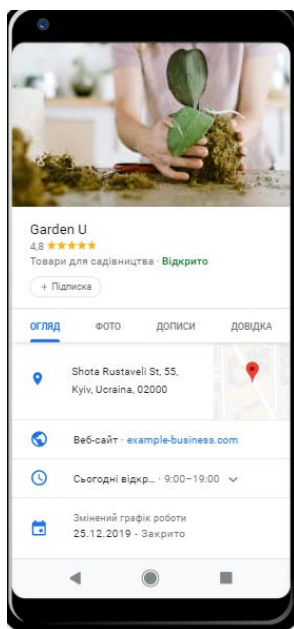 Garden U
4,8
Товари для садівництва · Відкрито
+ Підписка
ОГЛЯД ФОТО ДОПИСИ ДОВІДКА
Shota Rustaveli St, 55,
Kyiv, Ucraina, 02000
Веб-сайт · example-business.com
Сьогодні відкр... · 9:00–19:00
Змінений графік роботи
25.12.2019 - Закрито